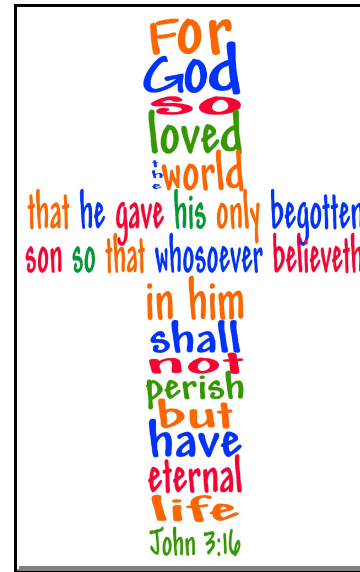 For
God
so
loved
the world
that he gave his only begotten
son so that whosoever believeth
in him
shall
not
perish
but
have
eternal
life
John 3:16